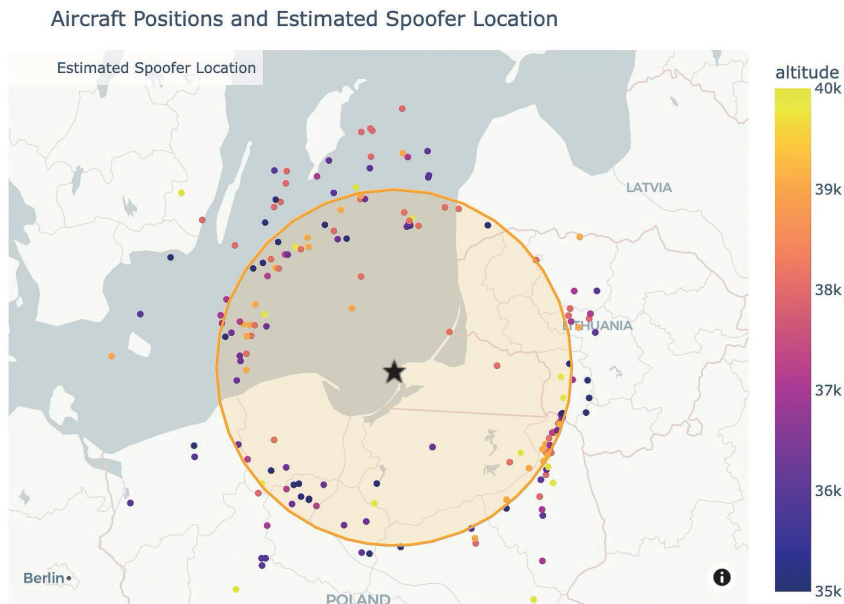 Aircraft Positions and Estimated Spoofer Location
Estimated Spoofer Location
altitude
40k
39k
38k
37k
36k
35k
LATVIA
LITHUANIA
Berlin
POLAND
i